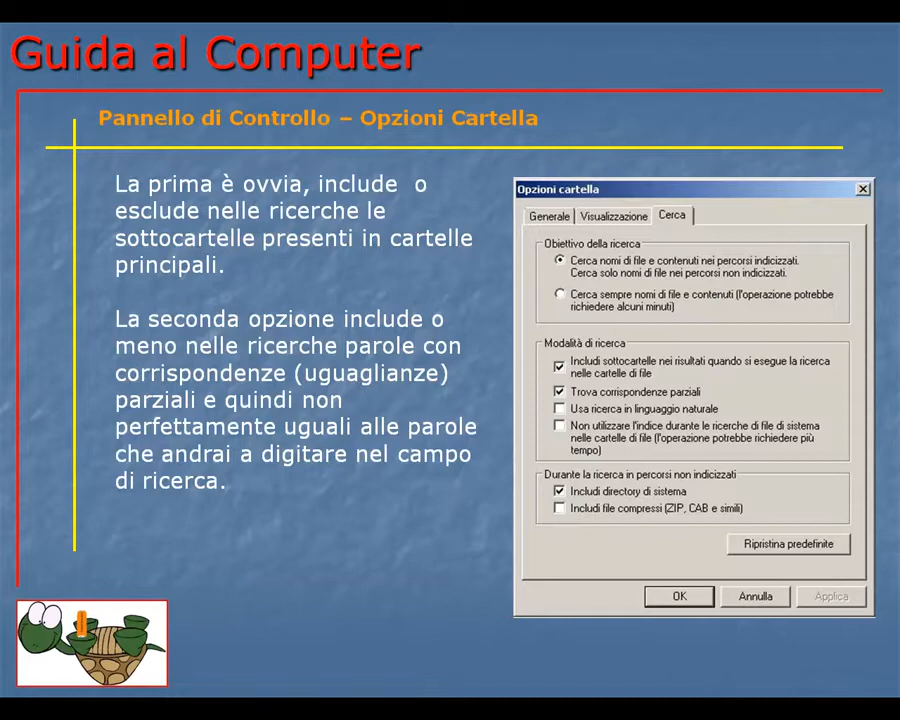 Guida al Computer
Pannello di Controllo – Opzioni Cartella
La prima è ovvia, include  o
esclude nelle ricerche le
sottocartelle presenti in cartelle
principali.
La seconda opzione include o
meno nelle ricerche parole con
corrispondenze (uguaglianze)
parziali e quindi non
perfettamente uguali alle parole
che andrai a digitare nel campo
di ricerca.
Opzioni cartella
Generale
Visualizzazione
Cerca
Obiettivo della ricerca
Cerca nomi di file e contenuti nei percorsi indicizzati.
Cerca solo nomi di file nei percorsi non indicizzati.
Cerca sempre nomi di file e contenuti (l'operazione potrebbe
richiedere alcuni minuti)
Modalità di ricerca
Includi sottocartelle nei risultati quando si esegue la ricerca
nelle cartelle di file
Trova corrispondenze parziali
Usa ricerca in linguaggio naturale
Non utilizzare l'indice durante le ricerche di file di sistema
nelle cartelle di file (l'operazione potrebbe richiedere più
tempo)
Durante la ricerca in percorsi non indicizzati
Includi directory di sistema
Includi file compressi (ZIP, CAB e simili)
Ripristina predefinite
OK
Annulla
Applica